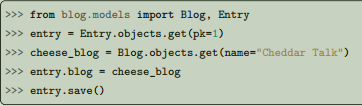 >>> from blog.models import Blog, Entry
>>> entry = Entry.objects.get(pk=1)
>>> cheese_blog = Blog.objects.get(name="Cheddar Talk")
>>> entry.blog = cheese_blog
>>> entry.save()